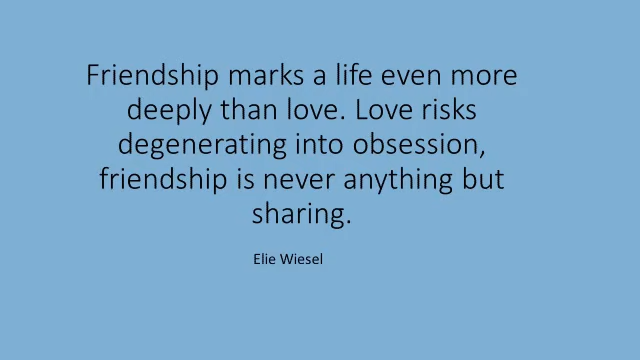 Friendship marks a life even more
deeply than love. Love risks
degenerating into obsession,
friendship is never anything but
sharing.
Elie Wiesel